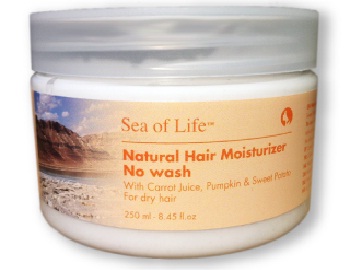 Sea of Life™
Natural Hair Moisturizer
No wash
With Carrot Juice, Pumpkin & Sweet Potato
For dry hair
250 ml - 8.45 fl.oz